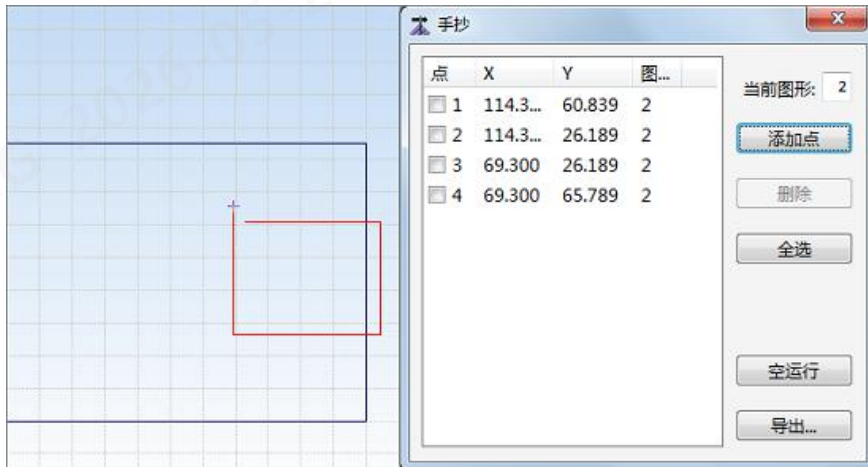 手抄
点 X Y 图...
1 114.3... 60.839 2
2 114.3... 26.189 2
3 69.300 26.189 2
4 69.300 65.789 2
当前图形: 2
添加点
删除
全选
空运行
导出...